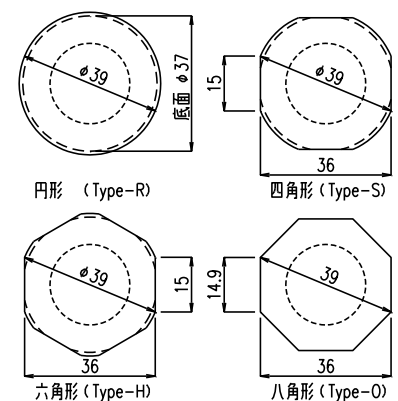 φ39
底面 φ37
円形 (Type-R)
φ39
15
36
四角形 (Type-S)
φ39
15
36
六角形 (Type-H)
39
14.9
36
八角形 (Type-O)